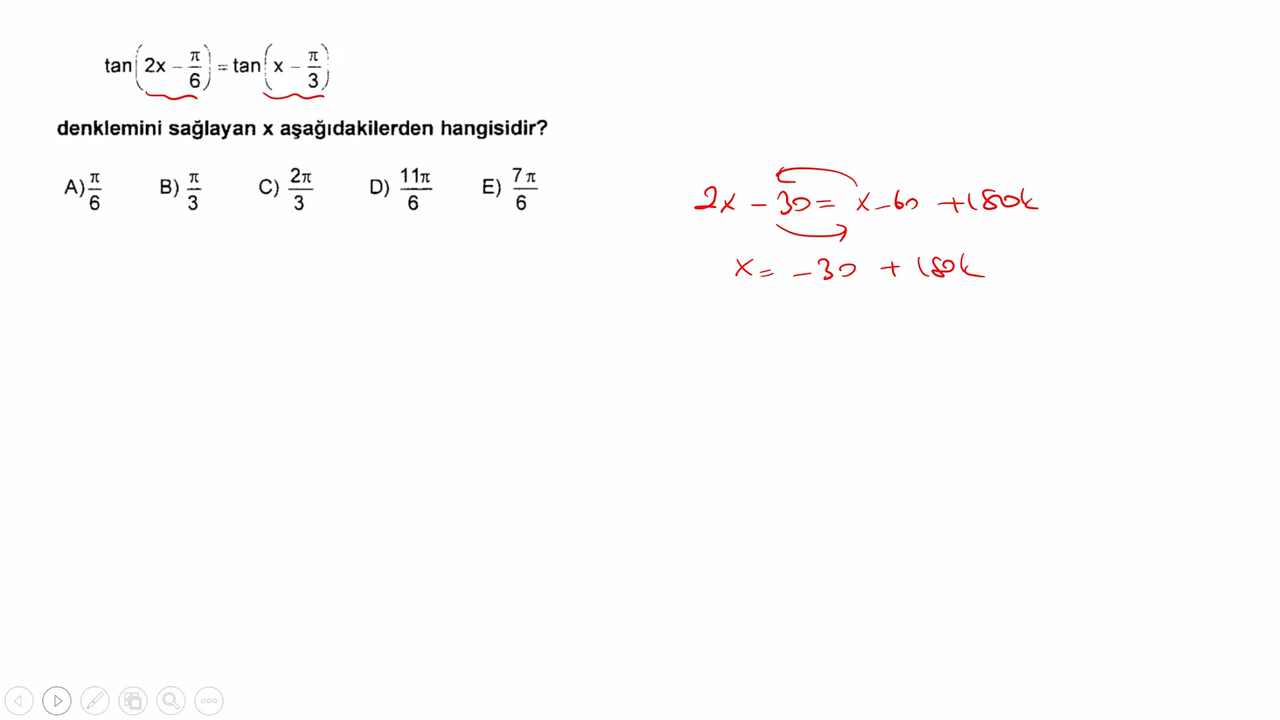 tan(2x − π/6) = tan(x − π/3)
denklemini sağlayan x aşağıdakilerden hangisidir?
A) π/6 B) π/3 C) 2π/3 D) 11π/6 E) 7π/6
2x − 30 = x − 60 + 180k
x = − 30 + 180k